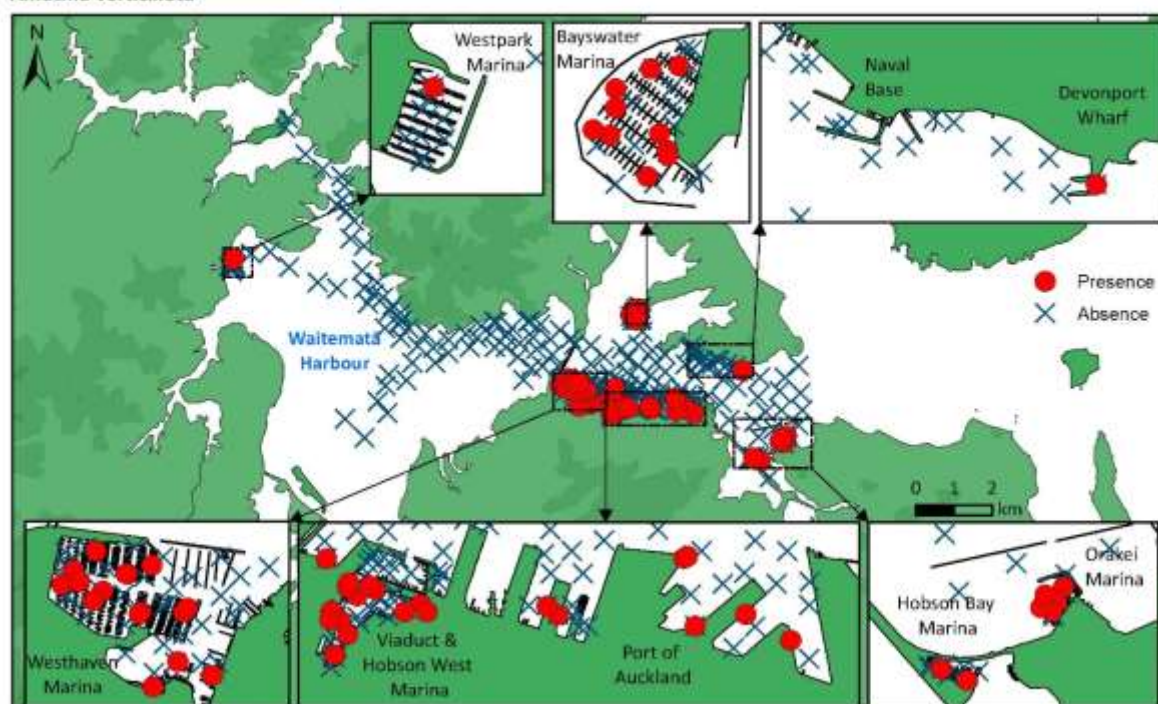 N
Westpark
Marina
Bayswater
Marina
Naval
Base
Devonport
Wharf
Presence
Absence
Waitemata
Harbour
0 1 2
km
Westhaven
Marina
Viaduct &
Hobson West
Marina
Port of
Auckland
Hobson Bay
Marina
Orakei
Marina